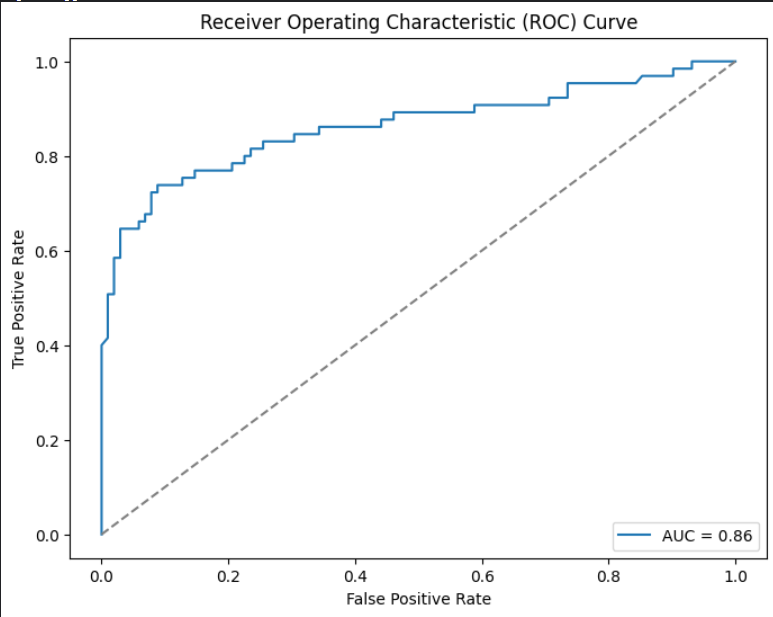 Receiver Operating Characteristic (ROC) Curve
1.0
0.8
0.6
0.4
0.2
0.0
True Positive Rate
0.0 0.2 0.4 0.6 0.8 1.0
False Positive Rate
AUC = 0.86